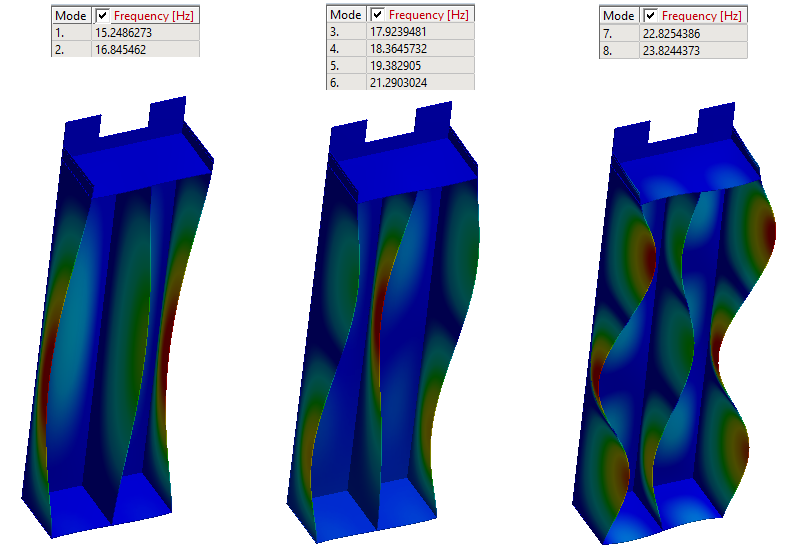 Mode Frequency [Hz]
1. 15.2486273
2. 16.845462
Mode Frequency [Hz]
3. 17.9239481
4. 18.3645732
5. 19.382905
6. 21.2903024
Mode Frequency [Hz]
7. 22.8254386
8. 23.8244373